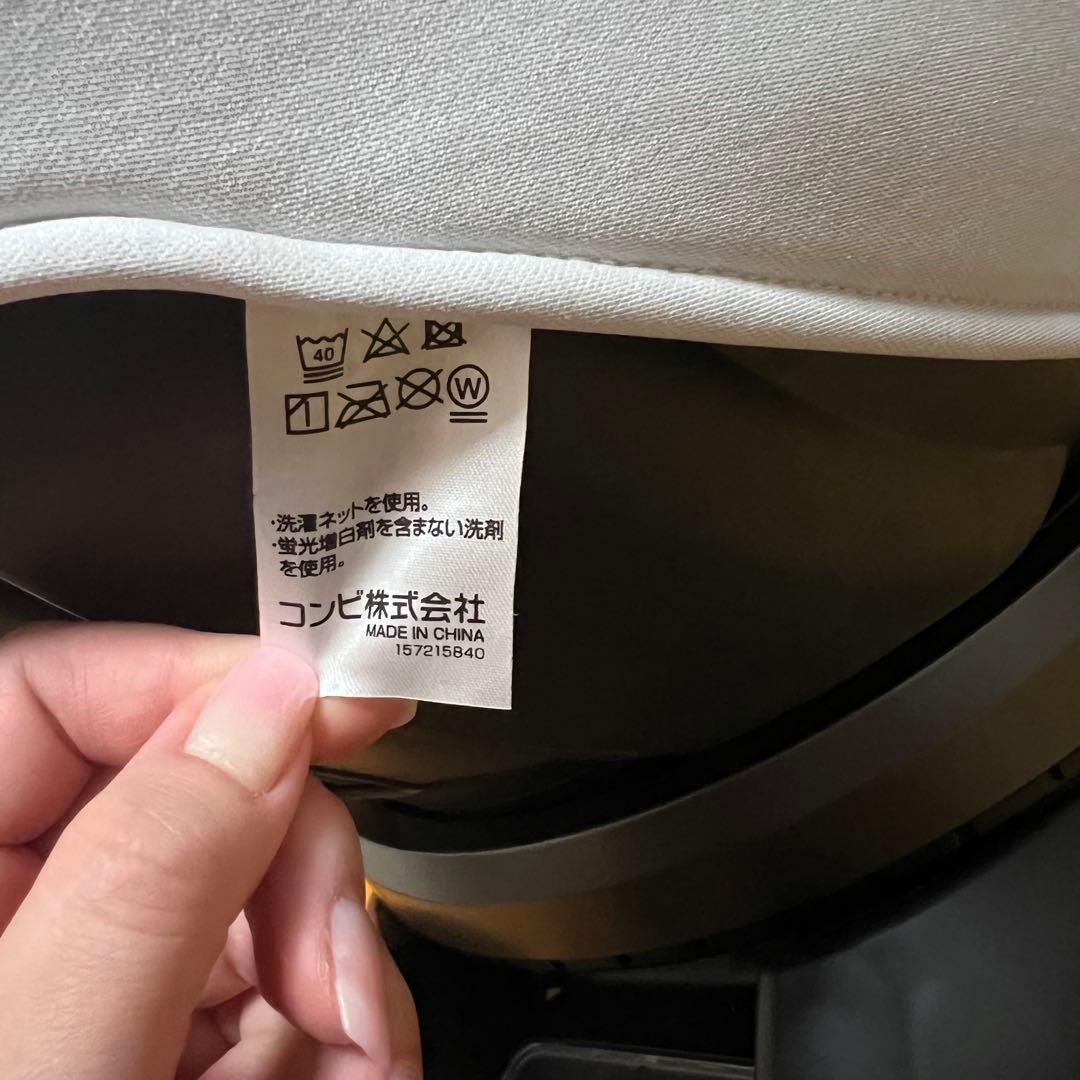 40
W
・洗濯ネットを使用。
・蛍光増白剤を含まない洗剤
を使用。
コンビ株式会社
MADE IN CHINA
157215840